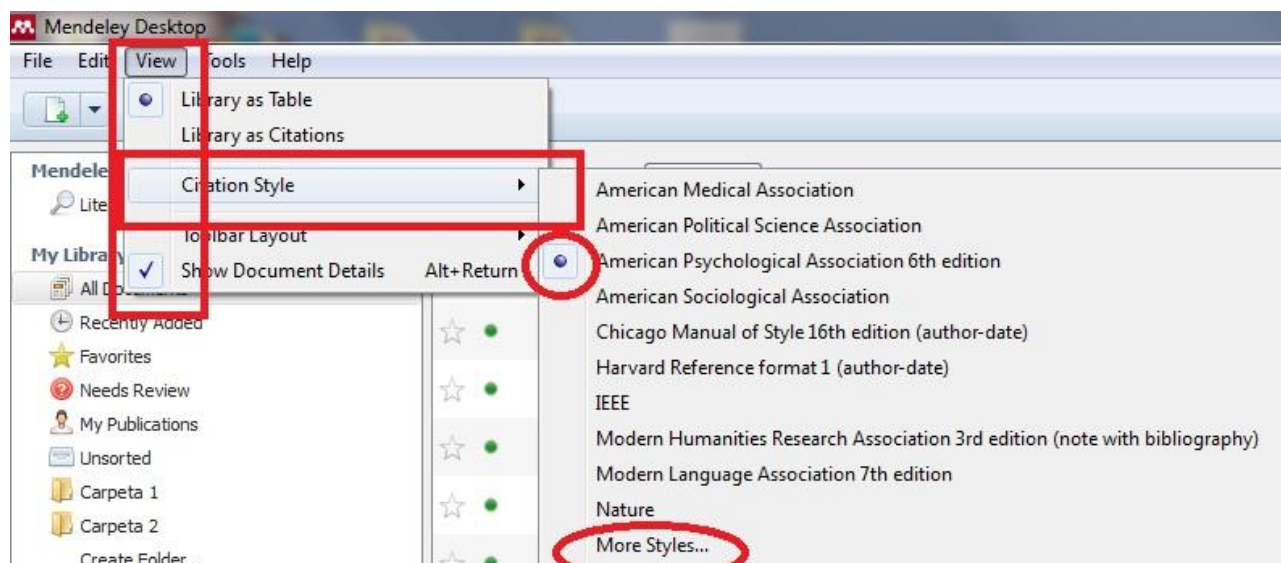 Mendeley Desktop
File Edit View Tools Help
Library as Table
Library as Citations
Citation Style
Toolbar Layout
Show Document Details Alt+Return
Mendele
Lite
My Library
All Documents
Recently Added
Favorites
Needs Review
My Publications
Unsorted
Carpeta 1
Carpeta 2
Create Folder
American Medical Association
American Political Science Association
American Psychological Association 6th edition
American Sociological Association
Chicago Manual of Style 16th edition (author-date)
Harvard Reference format 1 (author-date)
IEEE
Modern Humanities Research Association 3rd edition (note with bibliography)
Modern Language Association 7th edition
Nature
More Styles...